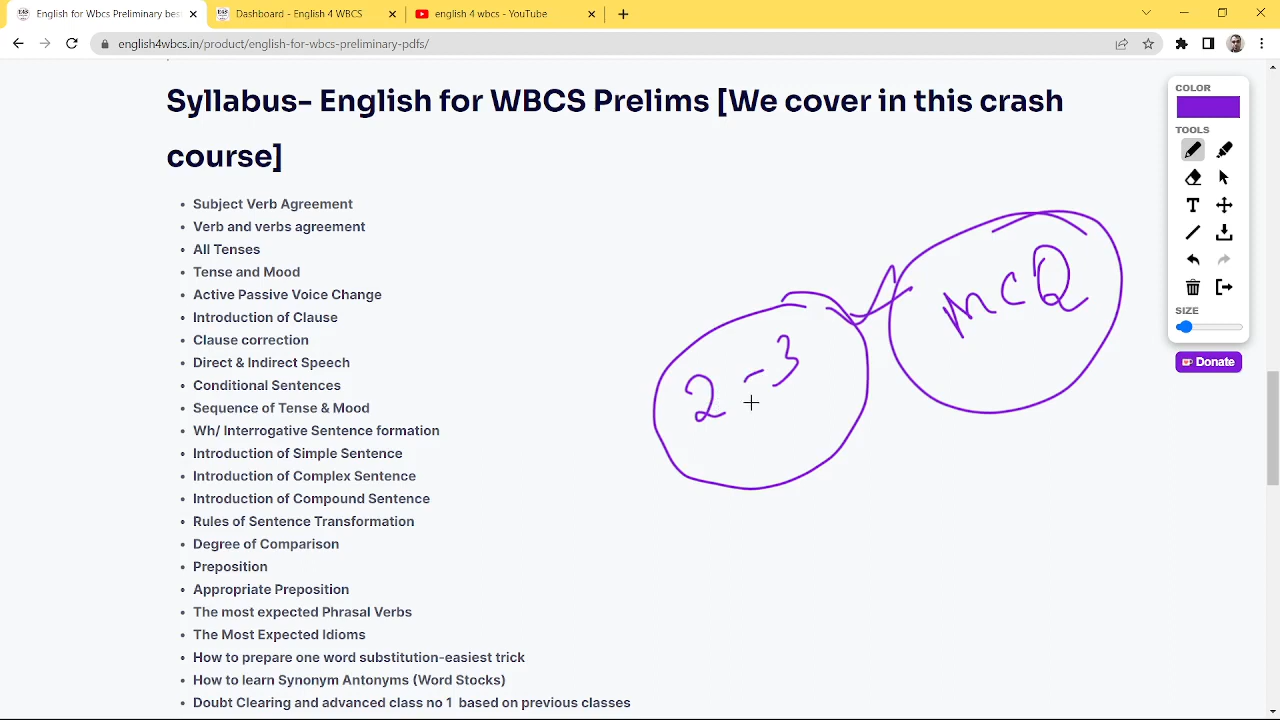 English for Wbcs Preliminary bes
Dashboard - English 4 WBCS
english 4 wbcs - YouTube
english4wbcs.in/product/english-for-wbcs-preliminary-pdfs/
Syllabus- English for WBCS Prelims [We cover in this crash
course]
Subject Verb Agreement
Verb and verbs agreement
All Tenses
Tense and Mood
Active Passive Voice Change
Introduction of Clause
Clause correction
Direct & Indirect Speech
Conditional Sentences
Sequence of Tense & Mood
Wh/ Interrogative Sentence formation
Introduction of Simple Sentence
Introduction of Complex Sentence
Introduction of Compound Sentence
Rules of Sentence Transformation
Degree of Comparison
Preposition
Appropriate Preposition
The most expected Phrasal Verbs
The Most Expected Idioms
How to prepare one word substitution-easiest trick
How to learn Synonym Antonyms (Word Stocks)
Doubt Clearing and advanced class no 1 based on previous classes
2 - 3
MCQ
COLOR
TOOLS
T
SIZE
Donate